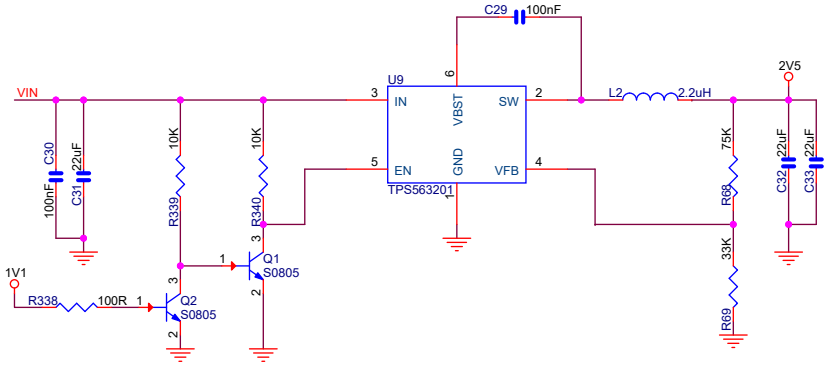 C29
100nF
U9
6
2V5
VIN
3
IN
VBST
SW
2
L2
2.2uH
C30
100nF
22uF
C31
10K
R339
10K
R340
5
EN
GND
VFB
4
75K
R68
22uF
C32
22uF
C33
TPS563201
1
3
1
Q1
S0805
2
33K
R69
1V1
R338
100R
1
3
Q2
S0805
2